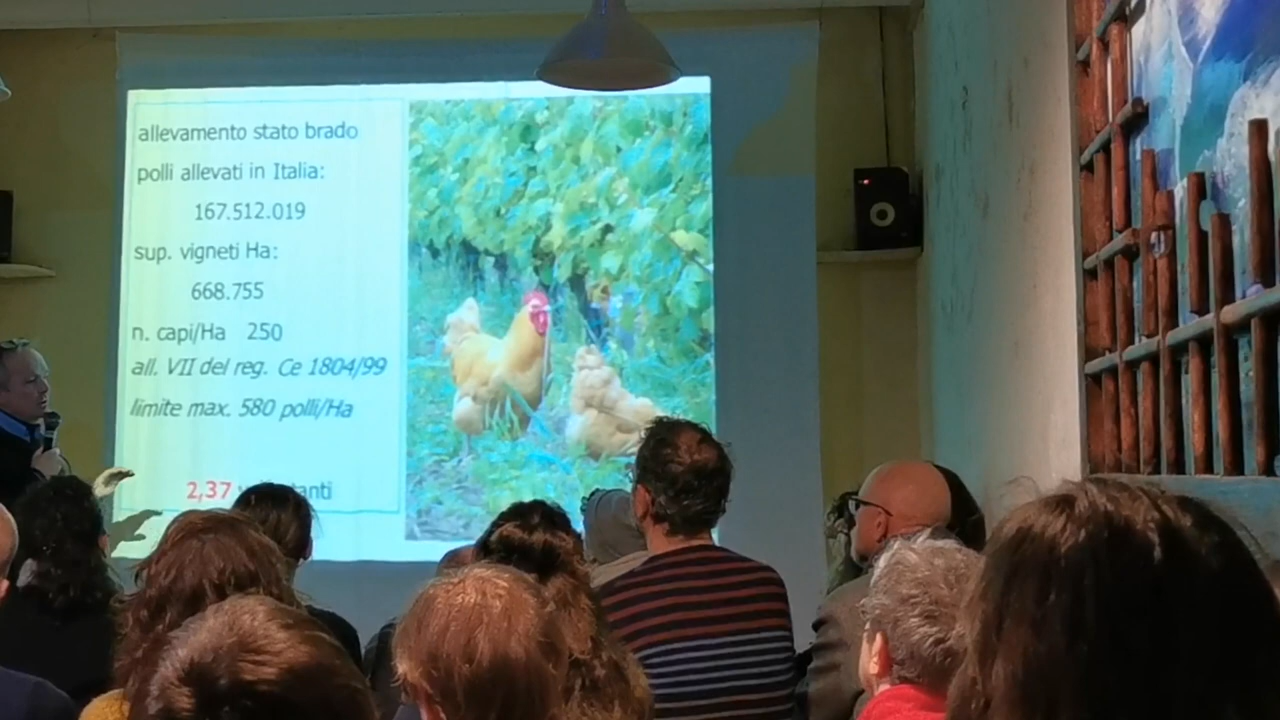 allevamento stato brado
polli allevati in Italia:
167.512.019
sup. vigneti Ha:
668.755
n. capi/Ha 250
all. VII del reg. Ce 1804/99
limite max. 580 polli/Ha
2,37